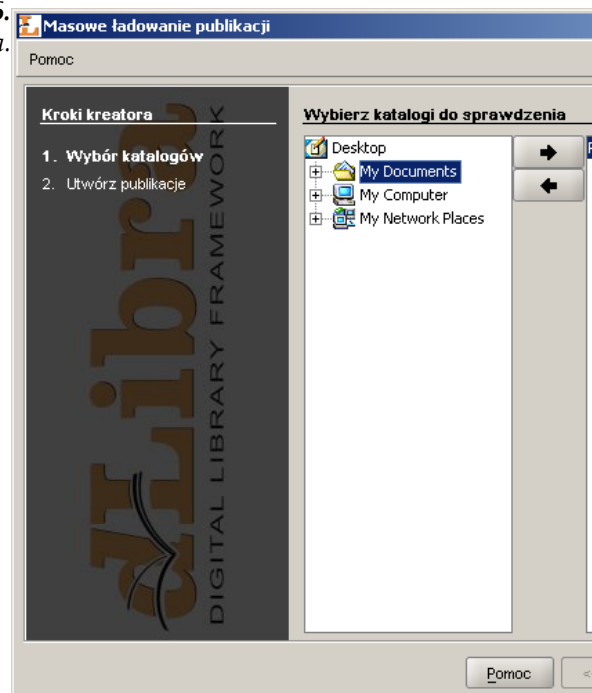 Masowe ładowanie publikacji
Pomoc
Kroki kreatora
1. Wybór katalogów
2. Utwórz publikacje
dLibra
DIGITAL LIBRARY FRAMEWORK
Wybierz katalogi do sprawdzenia
Desktop
My Documents
My Computer
My Network Places
Pomoc